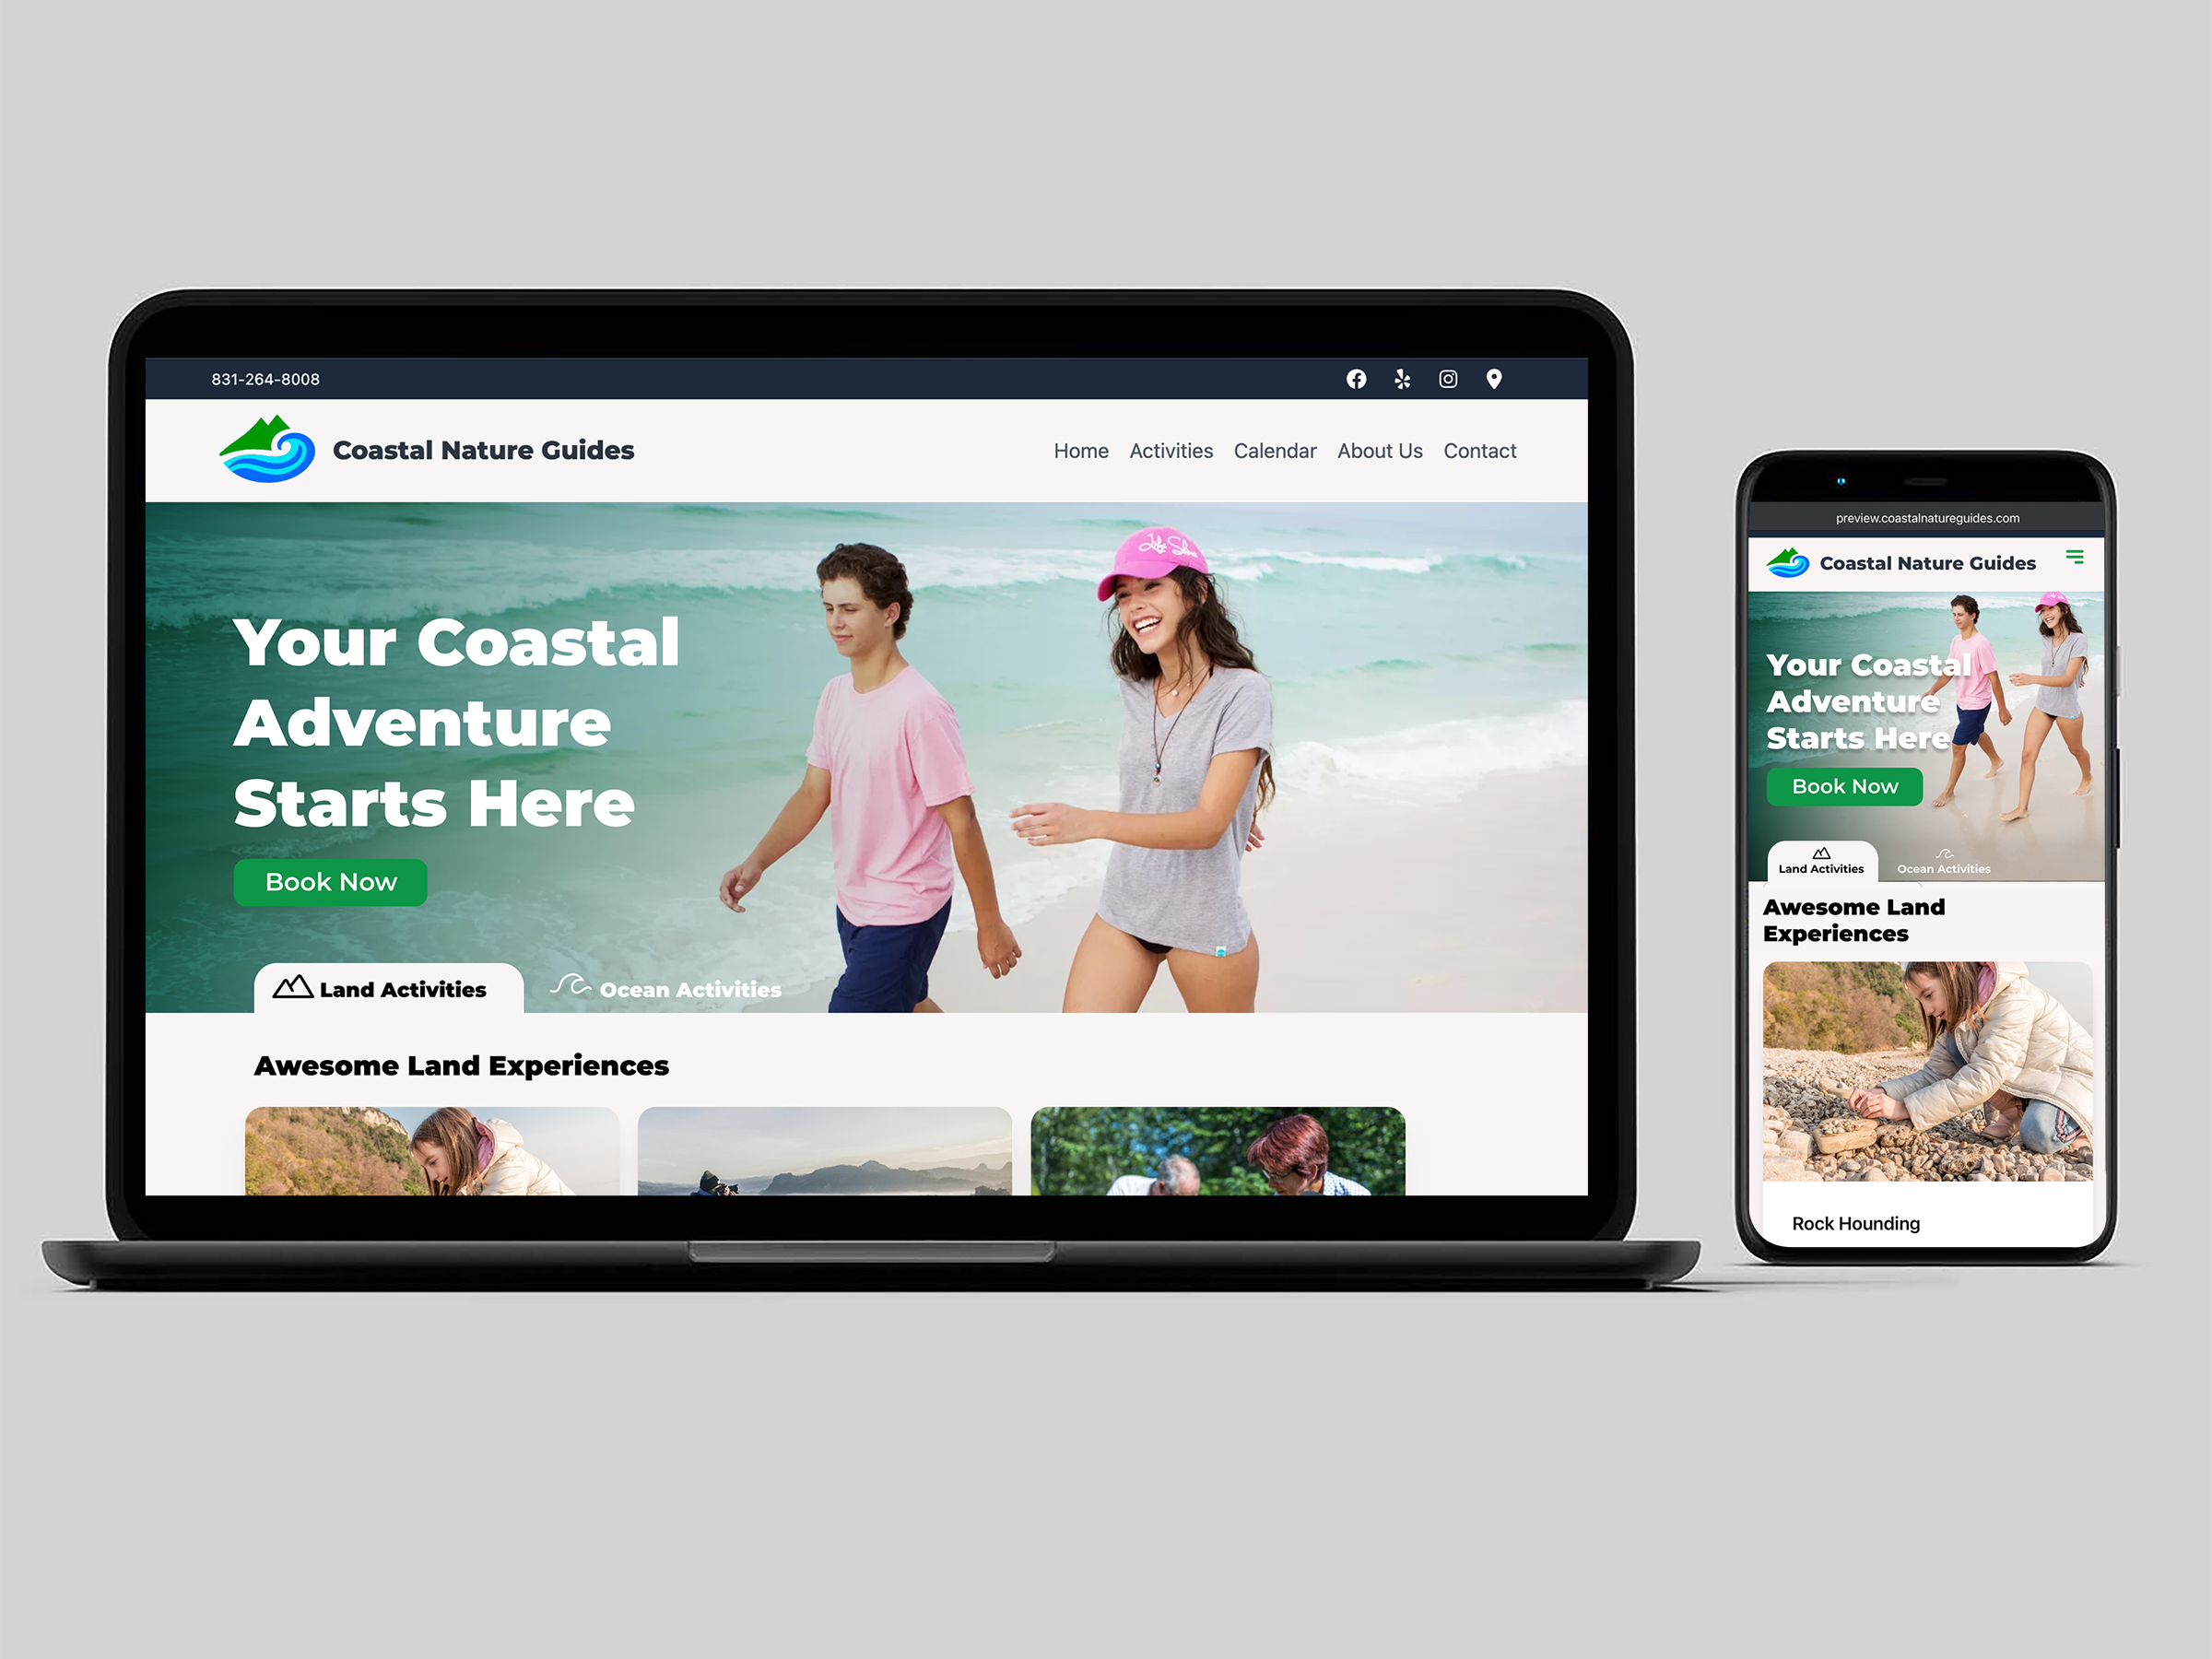 831-264-8008
Coastal Nature Guides
Home Activities Calendar About Us Contact
Your Coastal
Adventure
Starts Here
Book Now
Land Activities Ocean Activities
Awesome Land Experiences
preview.coastalnatureguides.com
Coastal Nature Guides
Your Coastal
Adventure
Starts Here
Book Now
Land Activities Ocean Activities
Awesome Land
Experiences
Rock Hounding